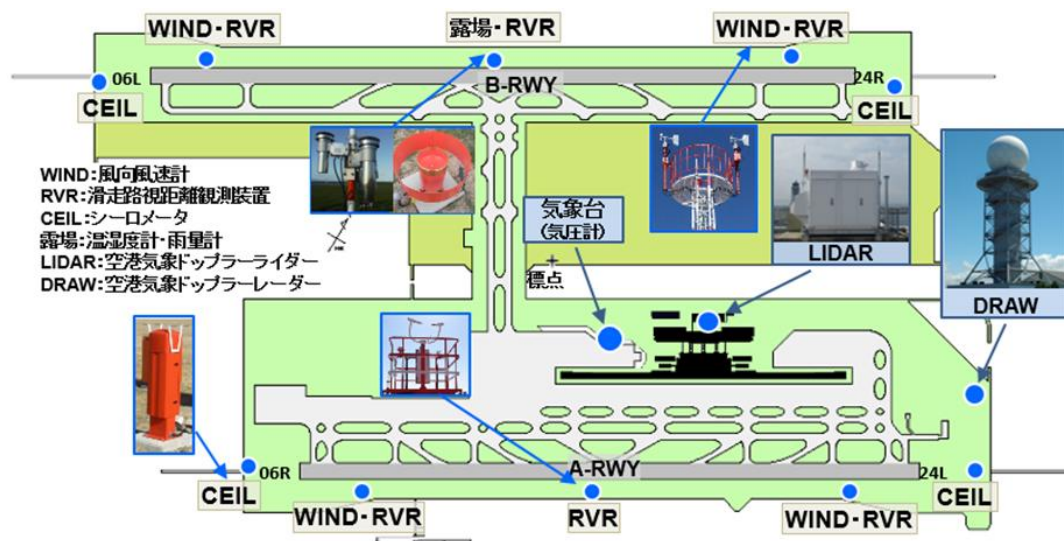 WIND・RVR
露場・RVR
WIND・RVR
06L
B-RWY
24R
CEIL
CEIL
WIND:風向風速計
RVR:滑走路視距離観測装置
CEIL:シーロメータ
露場:温湿度計・雨量計
LIDAR:空港気象ドップラーライダー
DRAW:空港気象ドップラーレーダー
気象台
(気圧計)
標点
LIDAR
DRAW
06R
A-RWY
24L
CEIL
WIND・RVR
RVR
WIND・RVR
CEIL